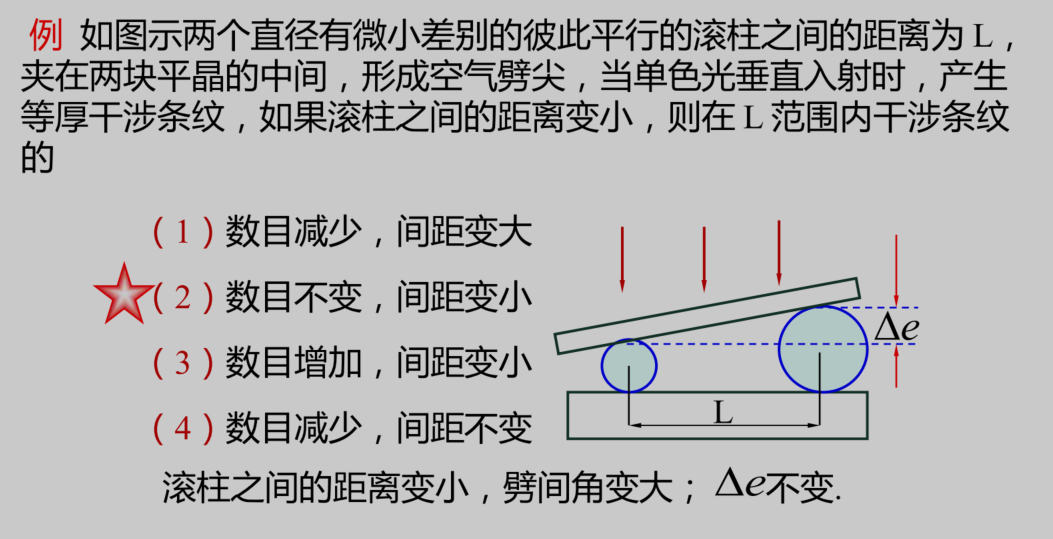 例 如图示两个直径有微小差别的彼此平行的滚柱之间的距离为 L，
夹在两块平晶的中间，形成空气劈尖，当单色光垂直入射时，产生
等厚干涉条纹，如果滚柱之间的距离变小，则在 L 范围内干涉条纹
的
（1）数目减少，间距变大
（2）数目不变，间距变小
（3）数目增加，间距变小
（4）数目减少，间距不变
Δe
L
滚柱之间的距离变小，劈间角变大；Δe不变.